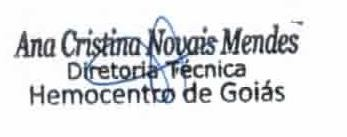 Ana Cristina Novais Mendes
Diretoria Técnica
Hemocentro de Goiás